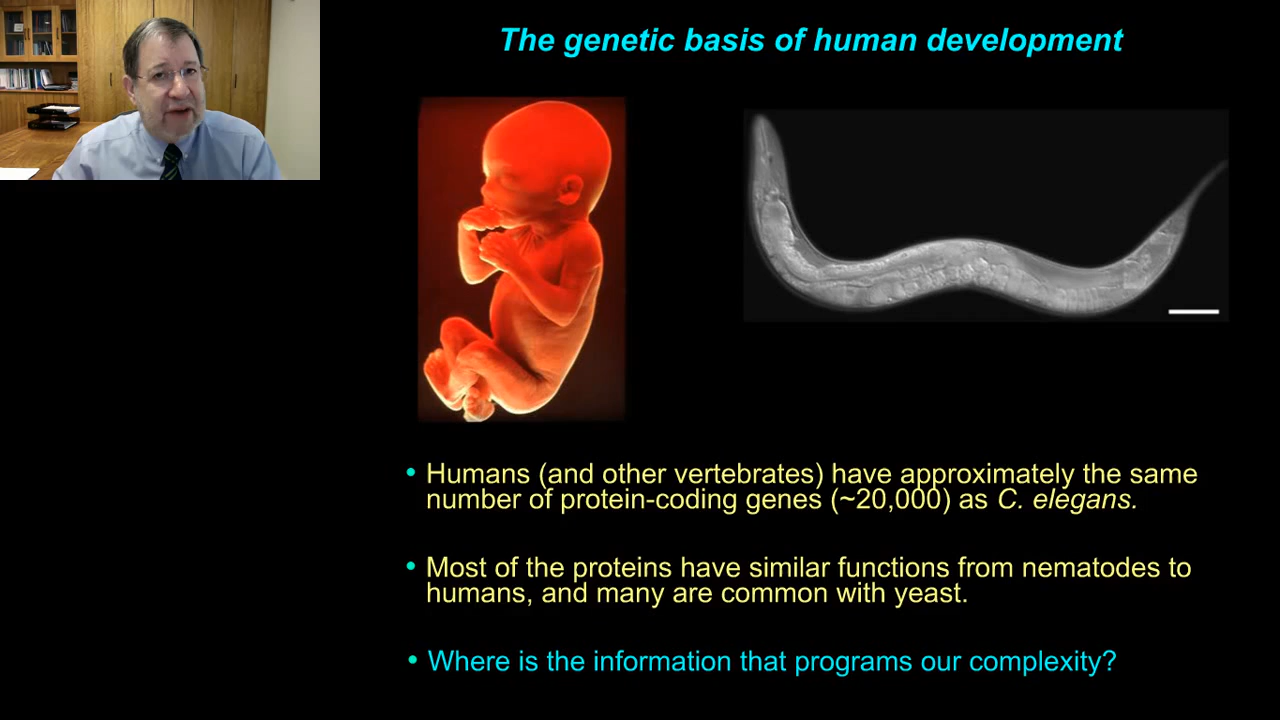 The genetic basis of human development
• Humans (and other vertebrates) have approximately the same
number of protein-coding genes (~20,000) as C. elegans.
• Most of the proteins have similar functions from nematodes to
humans, and many are common with yeast.
• Where is the information that programs our complexity?